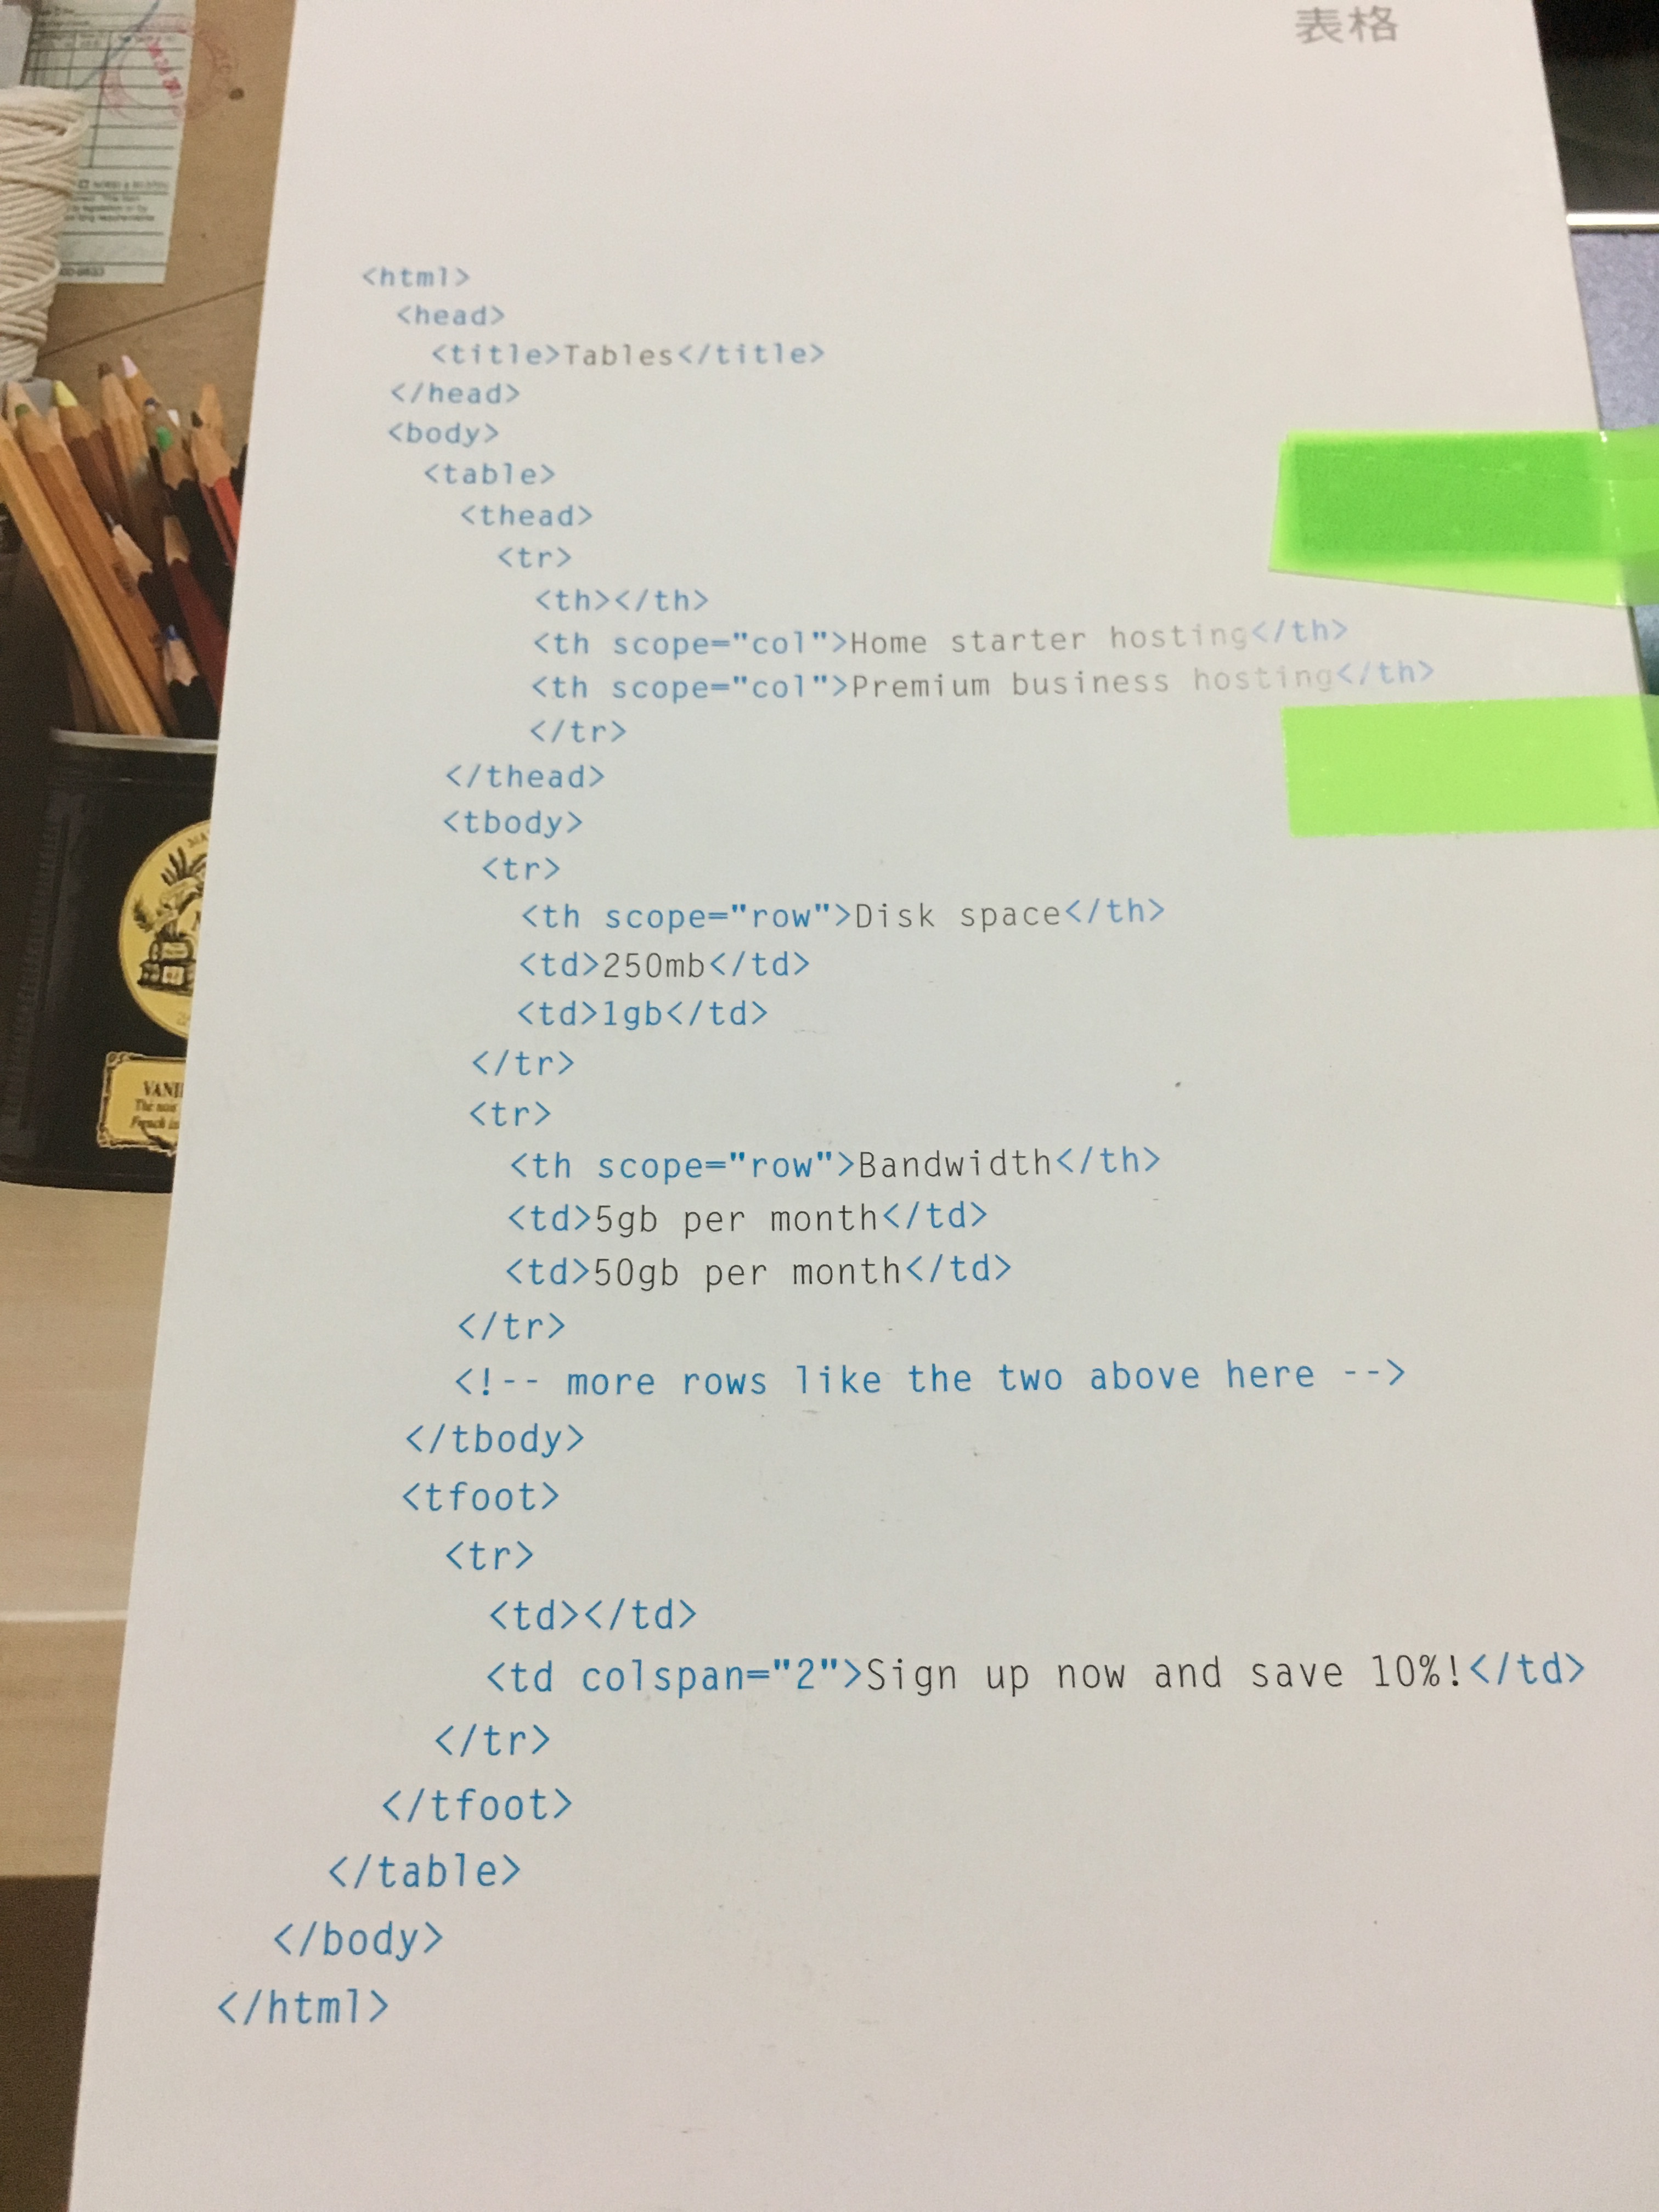 表格
<html>
<head>
<title>Tables</title>
</head>
<body>
<table>
<thead>
<tr>
<th></th>
<th scope="col">Home starter hosting</th>
<th scope="col">Premium business hosting</th>
</tr>
</thead>
<tbody>
<tr>
<th scope="row">Disk space</th>
<td>250mb</td>
<td>1gb</td>
</tr>
<tr>
<th scope="row">Bandwidth</th>
<td>5gb per month</td>
<td>50gb per month</td>
</tr>
<!-- more rows like the two above here -->
</tbody>
<tfoot>
<tr>
<td></td>
<td colspan="2">Sign up now and save 10%!</td>
</tr>
</tfoot>
</table>
</body>
</html>